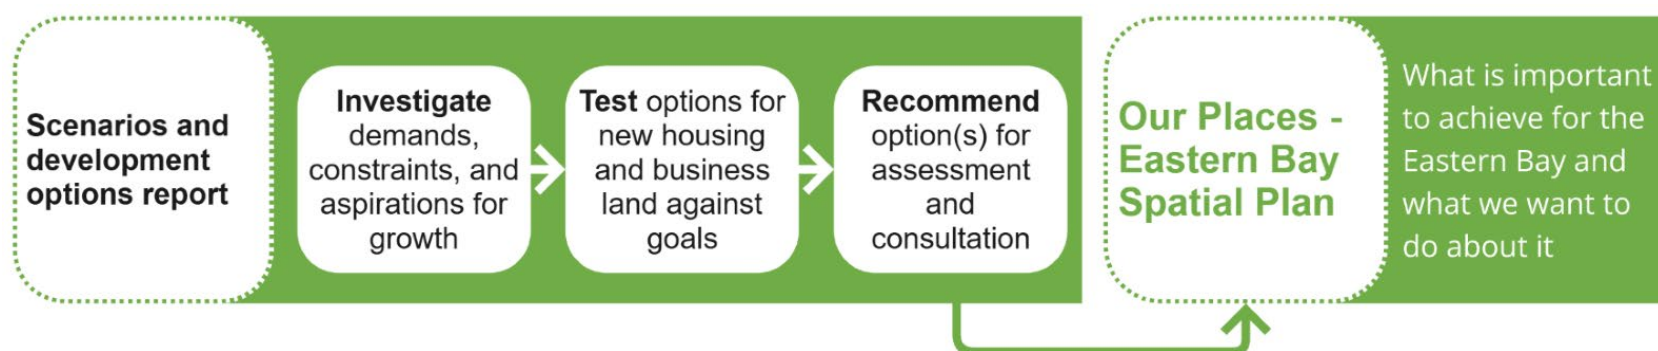 Scenarios and
development
options report
Investigate
demands,
constraints, and
aspirations for
growth
Test options for
new housing
and business
land against
goals
Recommend
option(s) for
assessment
and
consultation
Our Places -
Eastern Bay
Spatial Plan
What is important
to achieve for the
Eastern Bay and
what we want to
do about it